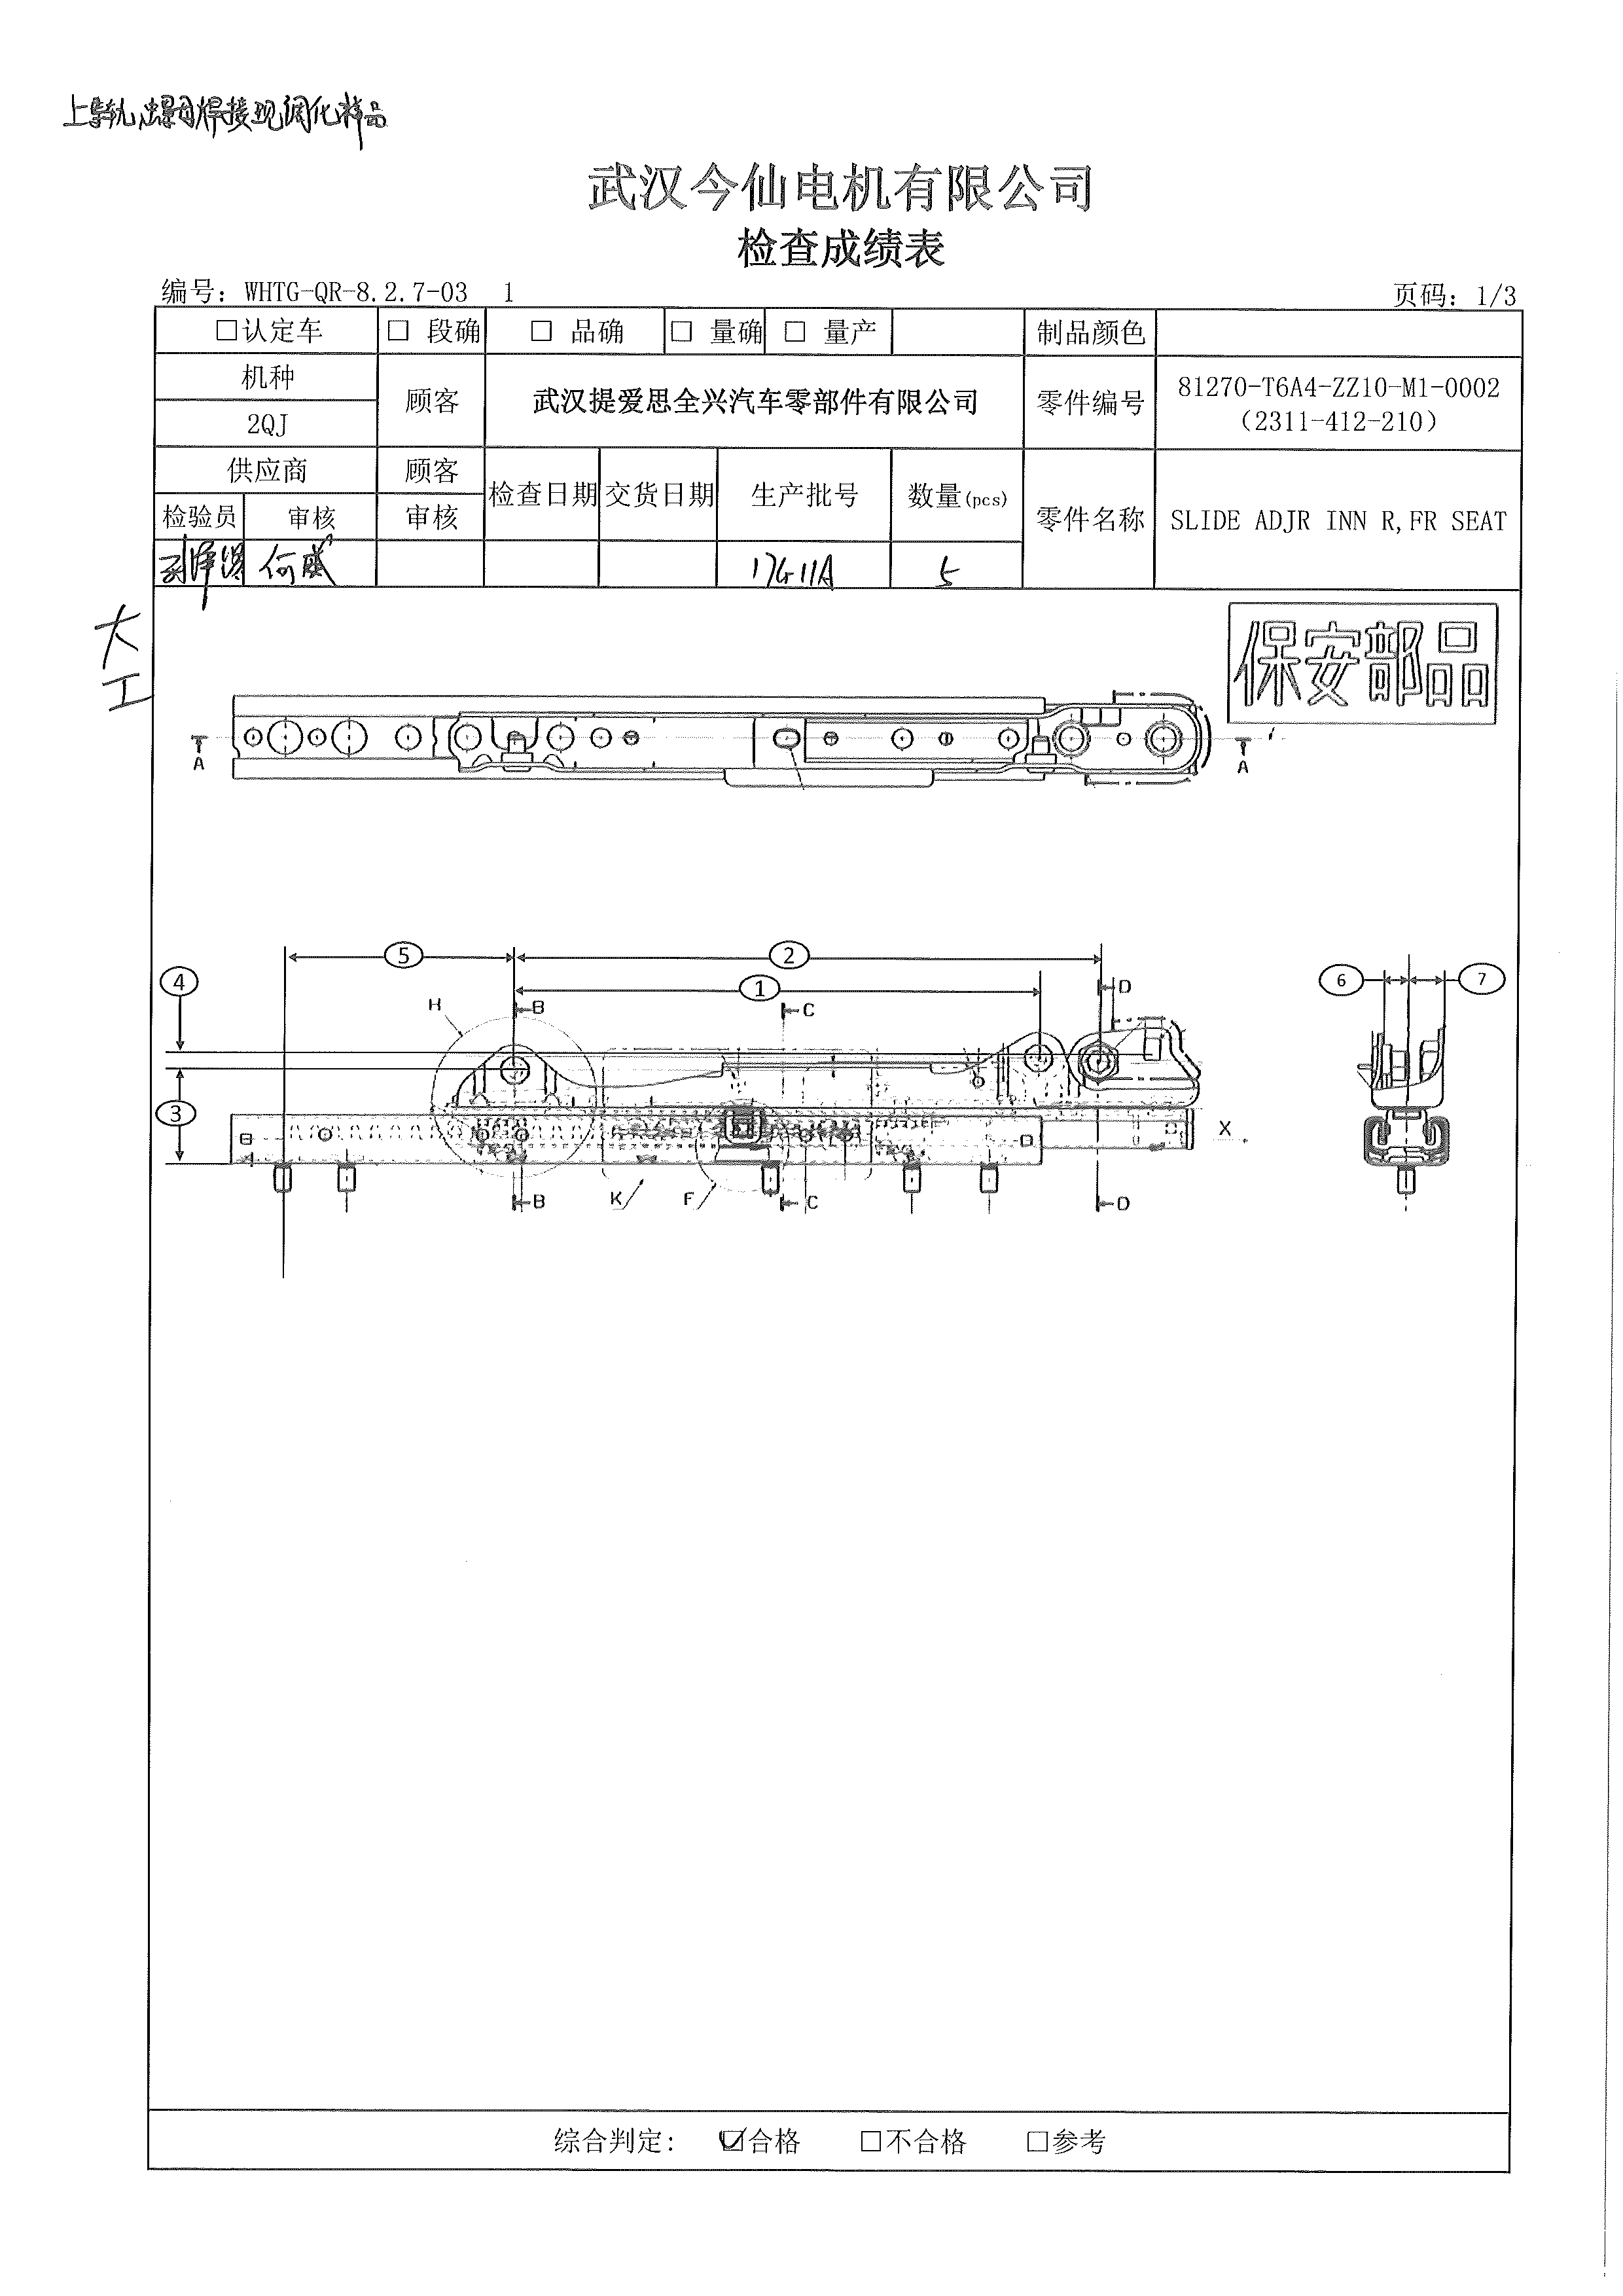 上轨螺母焊接现调化样品
武汉今仙电机有限公司
检查成绩表
编号: WHTG-QR-8.2.7-03 1
页码: 1/3
□认定车 □ 段确 □ 品确 □ 量确 □ 量产 制品颜色
机种 顾客 武汉提爱思全兴汽车零部件有限公司 零件编号 81270-T6A4-ZZ10-M1-0002
2QJ (2311-412-210)
供应商 顾客 检查日期 交货日期 生产批号 数量(pcs) 零件名称 SLIDE ADJR INN R,FR SEAT
检验员 审核 审核
何威 17G11A 5
大
工
保安部品
A A
5 2
4 1 6 7
H B C D
3
X
B K F C D
综合判定: ☑合格 □不合格 □参考